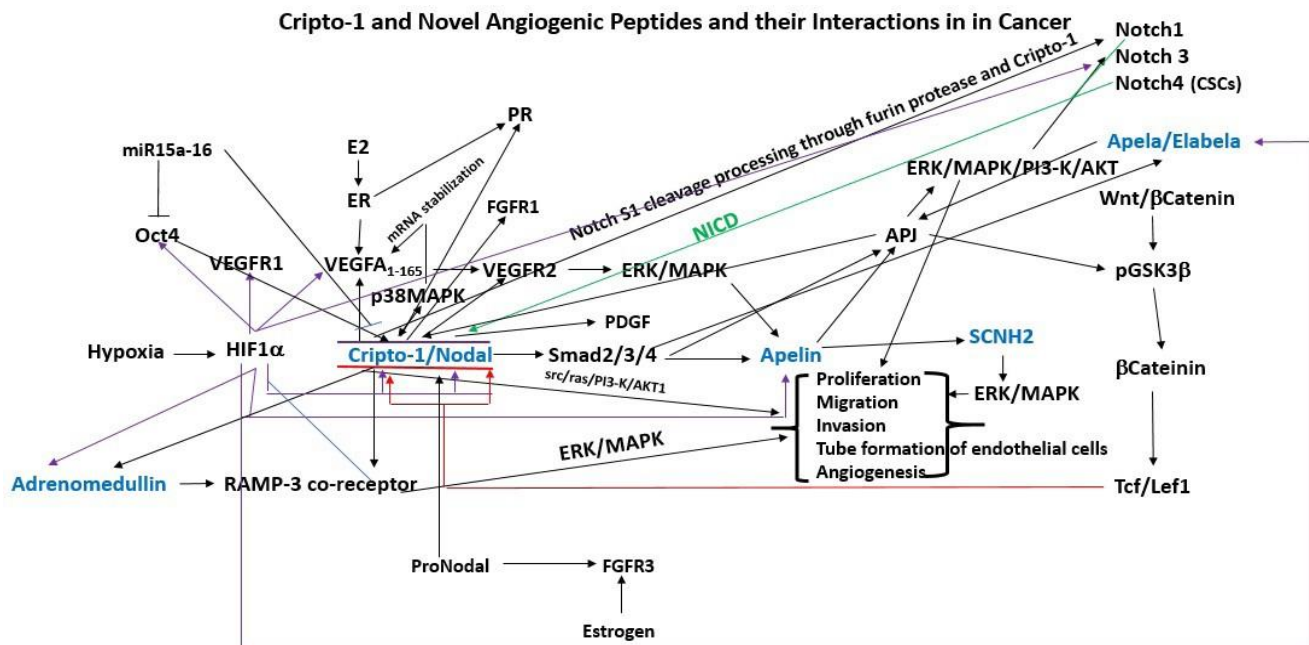 Cripto-1 and Novel Angiogenic Peptides and their Interactions in in Cancer
Notch1
Notch 3
Notch4 (CSCs)
Notch S1 cleavage processing through furin protease and Cripto-1
PR
miR15a-16
E2
Apela/Elabela
ERK/MAPK/PI3-K/AKT
ER
mRNA stabilization
FGFR1
Wnt/βCatenin
NICD
Oct4
APJ
VEGFR1
VEGFA1-165
VEGFR2
ERK/MAPK
pGSK3β
p38MAPK
PDGF
Hypoxia
HIF1α
Cripto-1/Nodal
Smad2/3/4
Apelin
SCNH2
src/ras/PI3-K/AKT1
βCateinin
Proliferation
Migration
Invasion
Tube formation of endothelial cells
Angiogenesis
ERK/MAPK
ERK/MAPK
Adrenomedullin
RAMP-3 co-receptor
Tcf/Lef1
ProNodal
FGFR3
Estrogen